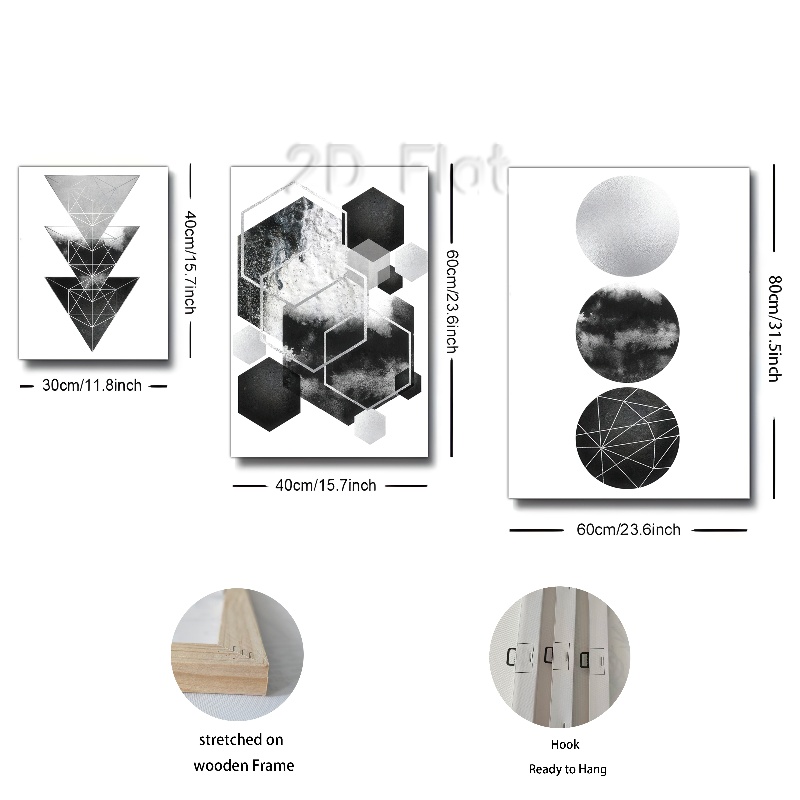 2D Flat
40cm/15.7inch
30cm/11.8inch
60cm/23.6inch
40cm/15.7inch
80cm/31.5inch
60cm/23.6inch
stretched on
wooden Frame
Hook
Ready to Hang